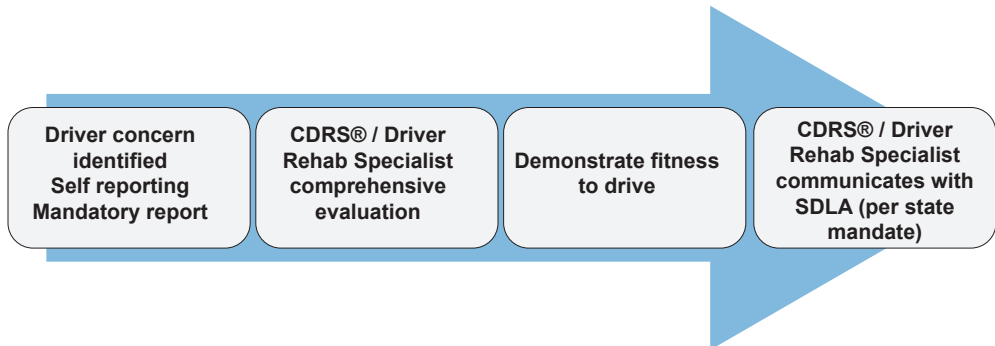 Driver concern
identified
Self reporting
Mandatory report
CDRS® / Driver
Rehab Specialist
comprehensive
evaluation
Demonstrate fitness
to drive
CDRS® / Driver
Rehab Specialist
communicates with
SDLA (per state
mandate)